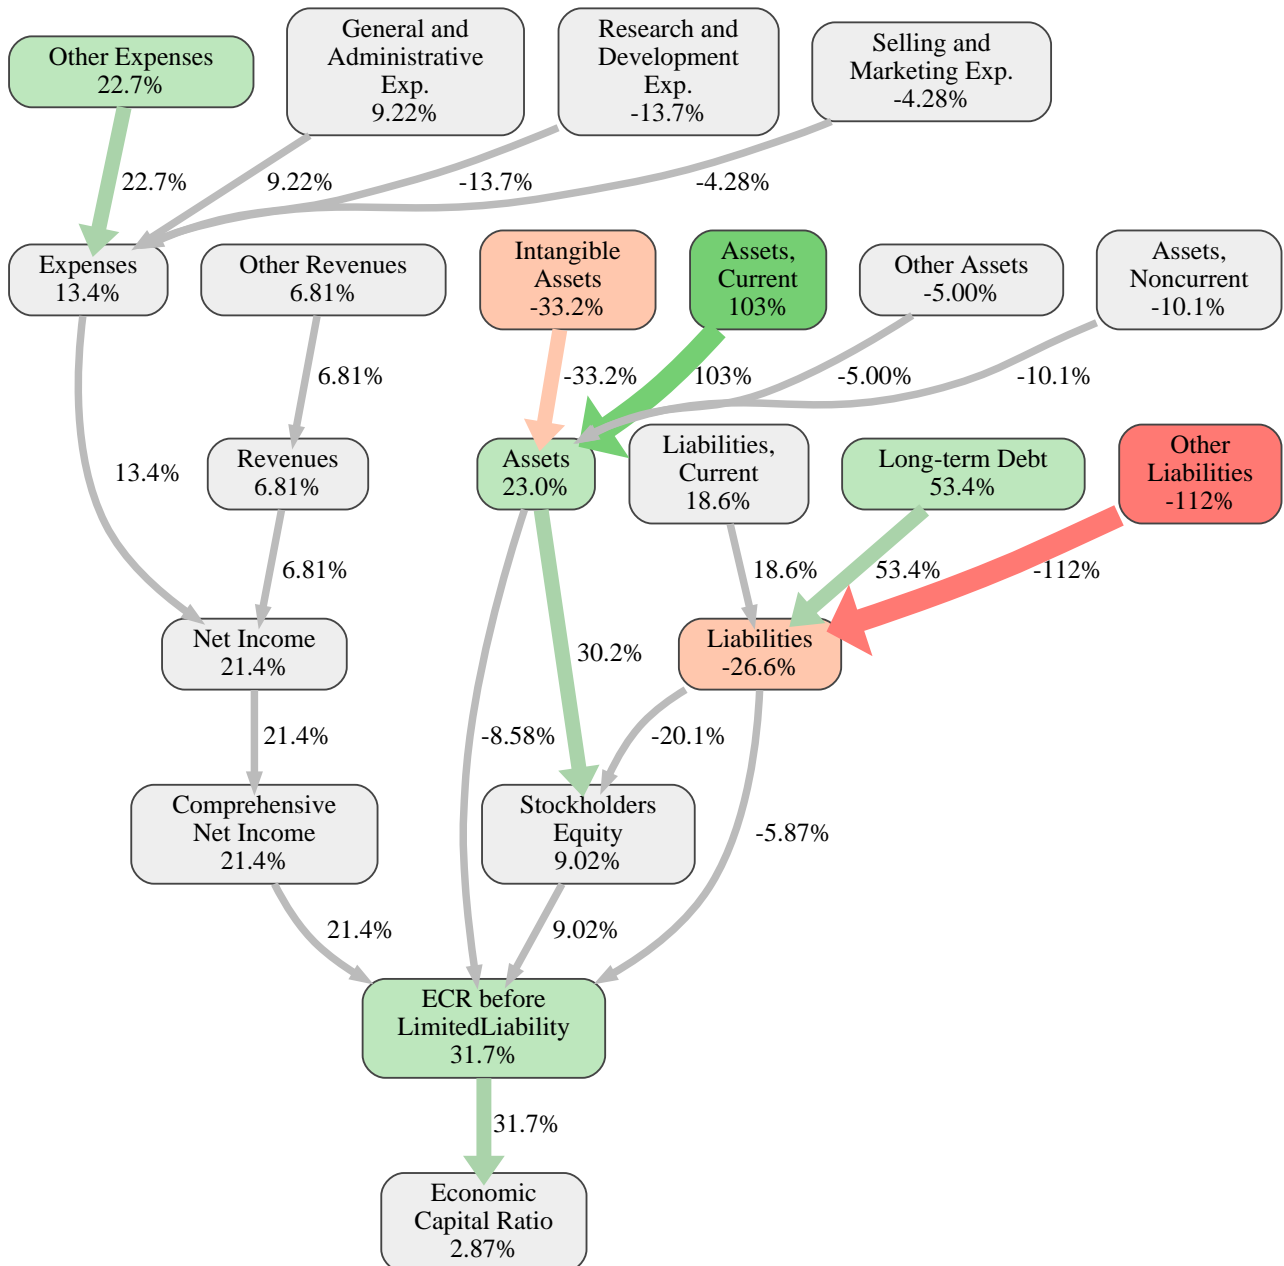 Other Expenses
22.7%
General and
Administrative
Exp.
9.22%
Research and
Development
Exp.
-13.7%
Selling and
Marketing Exp.
-4.28%
22.7%
9.22%
-13.7%
-4.28%
Expenses
13.4%
Other Revenues
6.81%
Intangible
Assets
-33.2%
Assets,
Current
103%
Other Assets
-5.00%
Assets,
Noncurrent
-10.1%
6.81%
-33.2%
103%
-5.00%
-10.1%
13.4%
Revenues
6.81%
Assets
23.0%
Liabilities,
Current
18.6%
Long-term Debt
53.4%
Other
Liabilities
-112%
6.81%
18.6%
53.4%
-112%
Net Income
21.4%
30.2%
Liabilities
-26.6%
21.4%
-8.58%
-20.1%
-5.87%
Comprehensive
Net Income
21.4%
Stockholders
Equity
9.02%
21.4%
9.02%
ECR before
LimitedLiability
31.7%
31.7%
Economic
Capital Ratio
2.87%